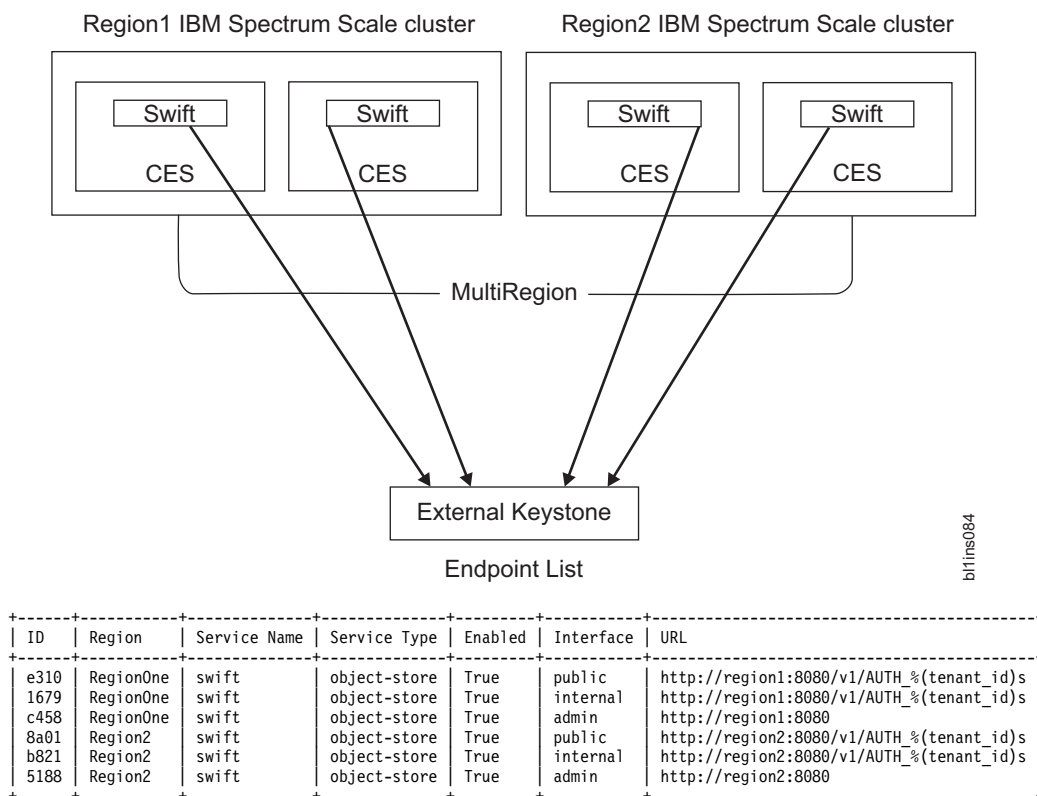 Region1 IBM Spectrum Scale cluster
Region2 IBM Spectrum Scale cluster
Swift
Swift
Swift
Swift
CES
CES
CES
CES
MultiRegion
External Keystone
Endpoint List
bl1ins084
+------+-----------+--------------+--------------+---------+-----------+--------------------------------------------+
| ID | Region | Service Name | Service Type | Enabled | Interface | URL
+------+-----------+--------------+--------------+---------+-----------+--------------------------------------------+
| e310 | RegionOne | swift | object-store | True | public | http://region1:8080/v1/AUTH_%(tenant_id)s
| 1679 | RegionOne | swift | object-store | True | internal | http://region1:8080/v1/AUTH_%(tenant_id)s
| c458 | RegionOne | swift | object-store | True | admin | http://region1:8080
| 8a01 | Region2 | swift | object-store | True | public | http://region2:8080/v1/AUTH_%(tenant_id)s
| b821 | Region2 | swift | object-store | True | internal | http://region2:8080/v1/AUTH_%(tenant_id)s
| 5188 | Region2 | swift | object-store | True | admin | http://region2:8080
+------+-----------+--------------+--------------+---------+-----------+--------------------------------------------+